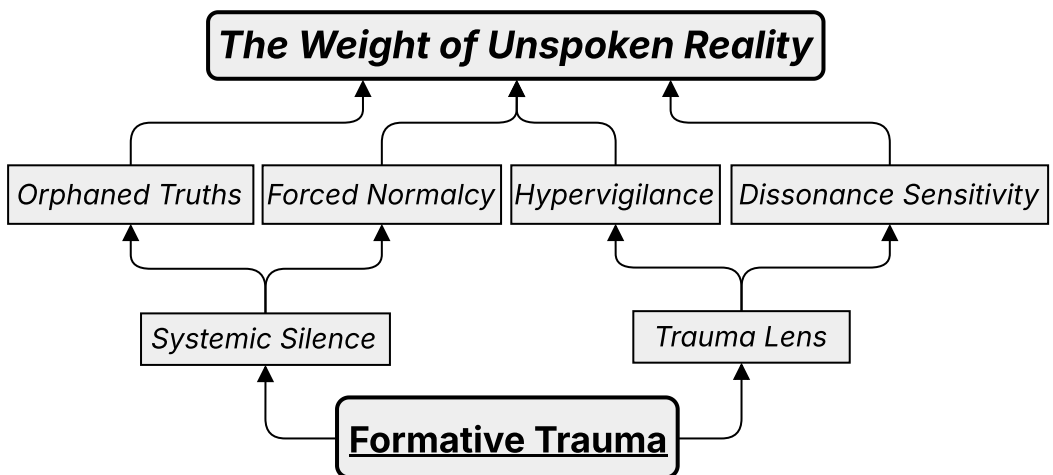 The Weight of Unspoken Reality
Orphaned Truths
Forced Normalcy
Hypervigilance
Dissonance Sensitivity
Systemic Silence
Trauma Lens
Formative Trauma